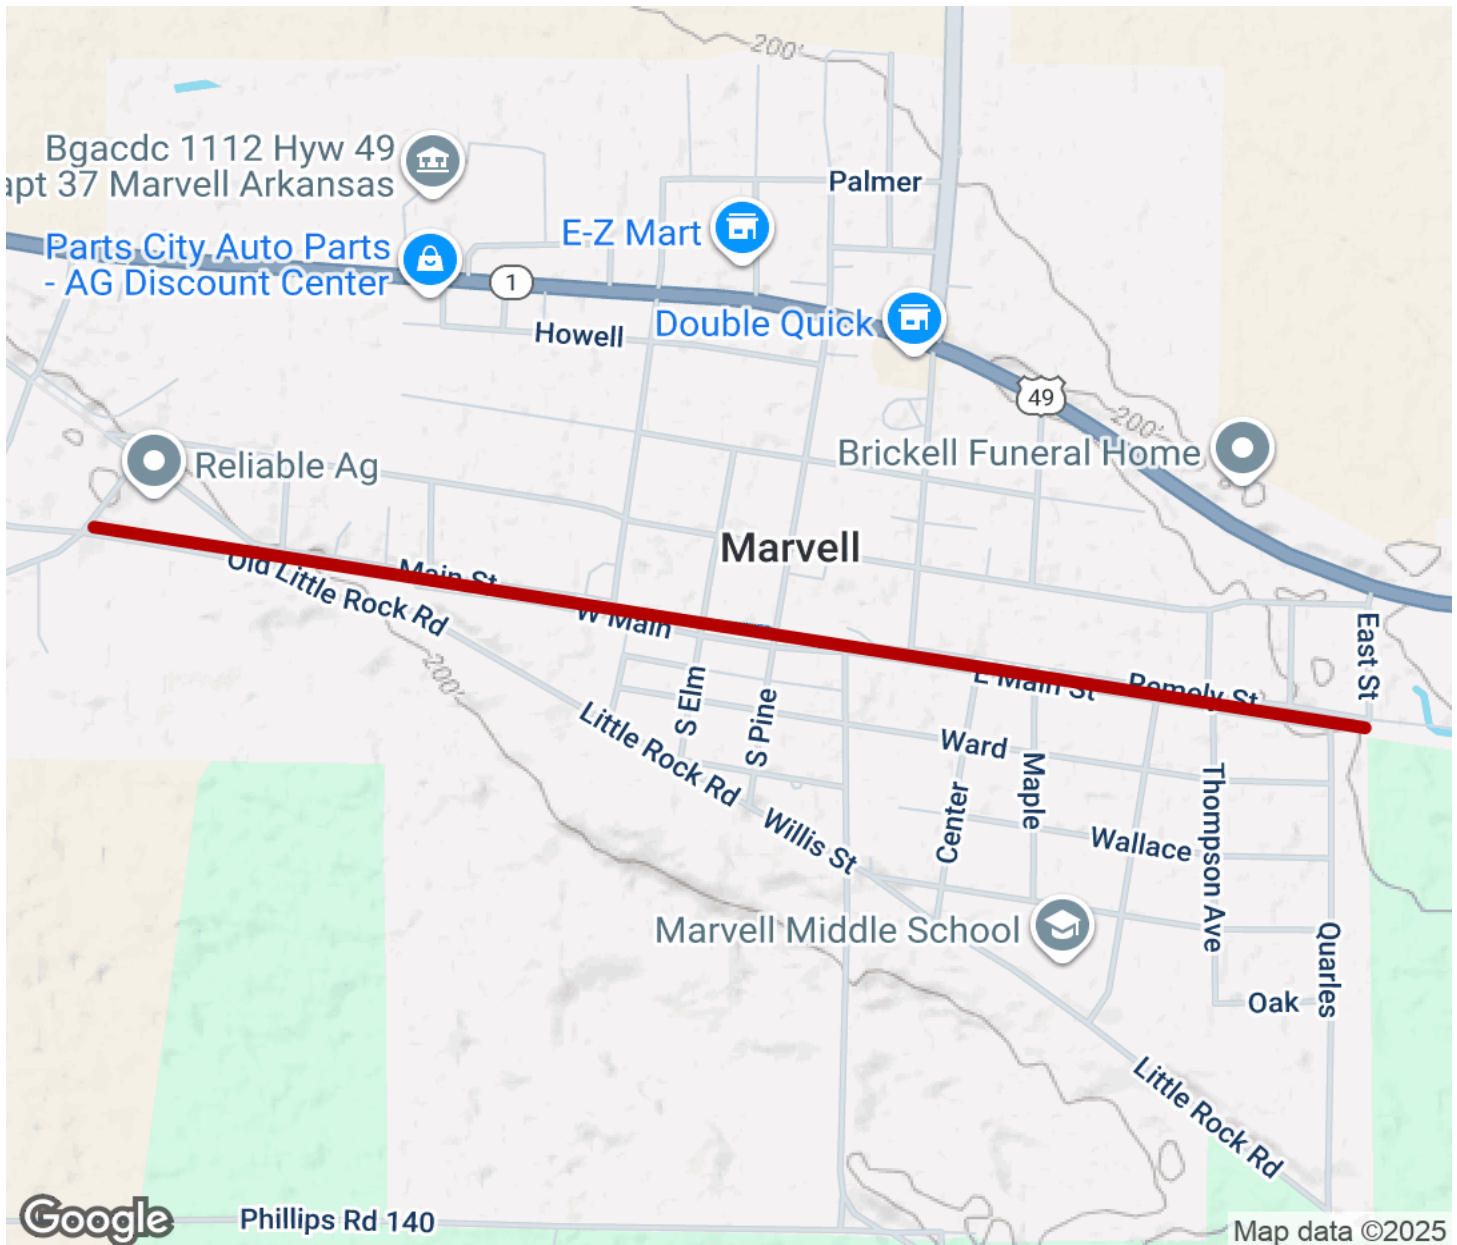 200'
Bgacdc 1112 Hyw 49
apt 37 Marvell Arkansas
Palmer
E-Z Mart
Parts City Auto Parts
- AG Discount Center
1
Howell
Double Quick
49
200'
Brickell Funeral Home
Reliable Ag
Marvell
Old Little Rock Rd
Main St
W Main
200'
East St
E Main St
Pemoly St
S Elm
S Pine
Little Rock Rd
Ward
Maple
Center
Thompson Ave
Willis St
Wallace
Marvell Middle School
Quarles
Oak
Little Rock Rd
Phillips Rd 140
Google
Map data ©2025